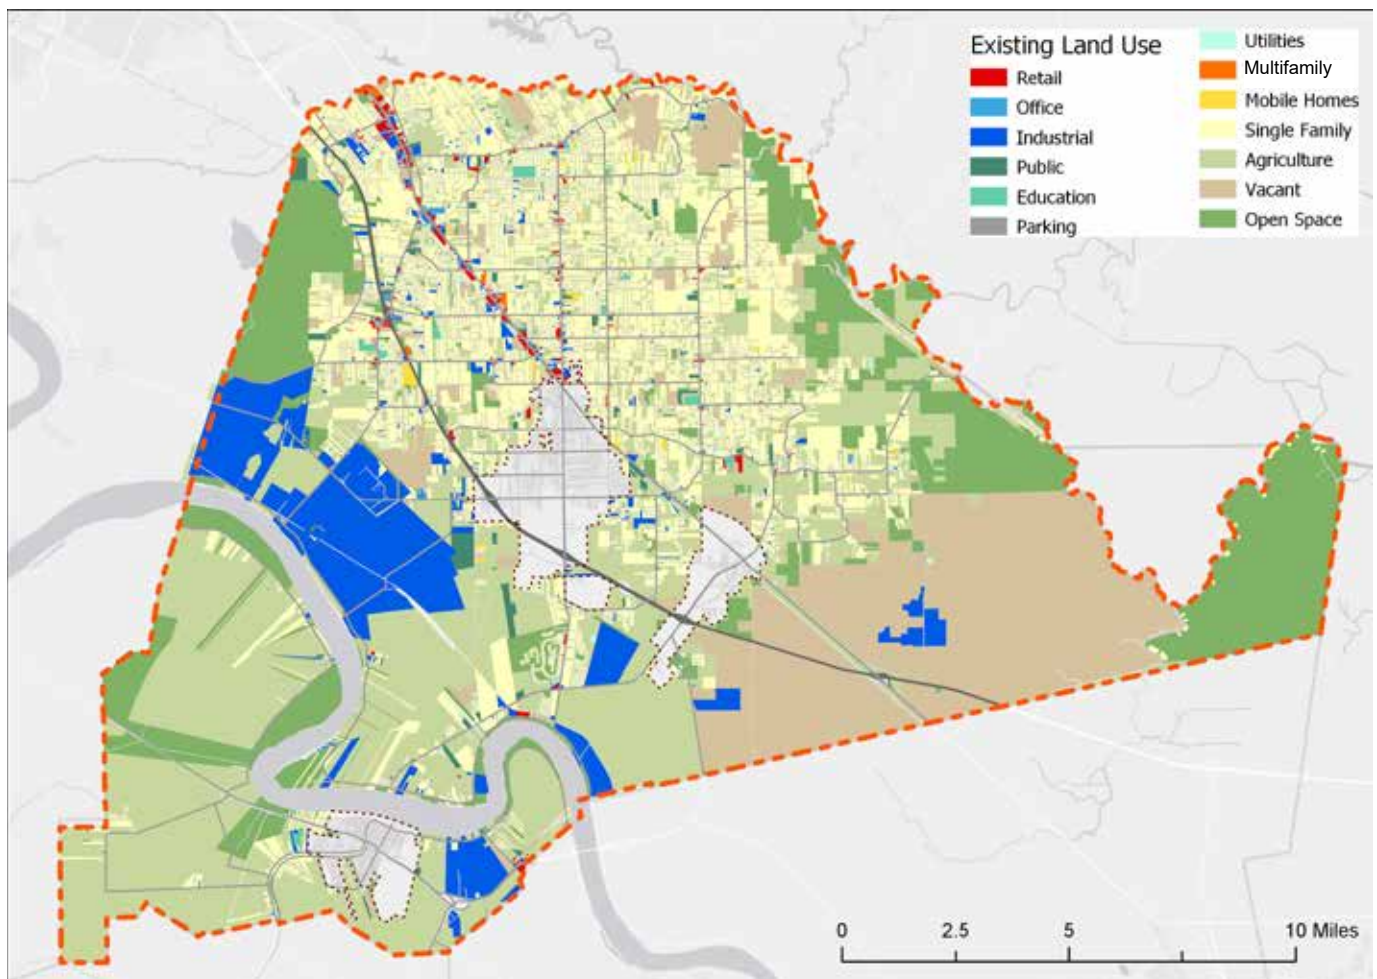 Existing Land Use
Retail
Office
Industrial
Public
Education
Parking
Utilities
Multifamily
Mobile Homes
Single Family
Agriculture
Vacant
Open Space
0 2.5 5 10 Miles